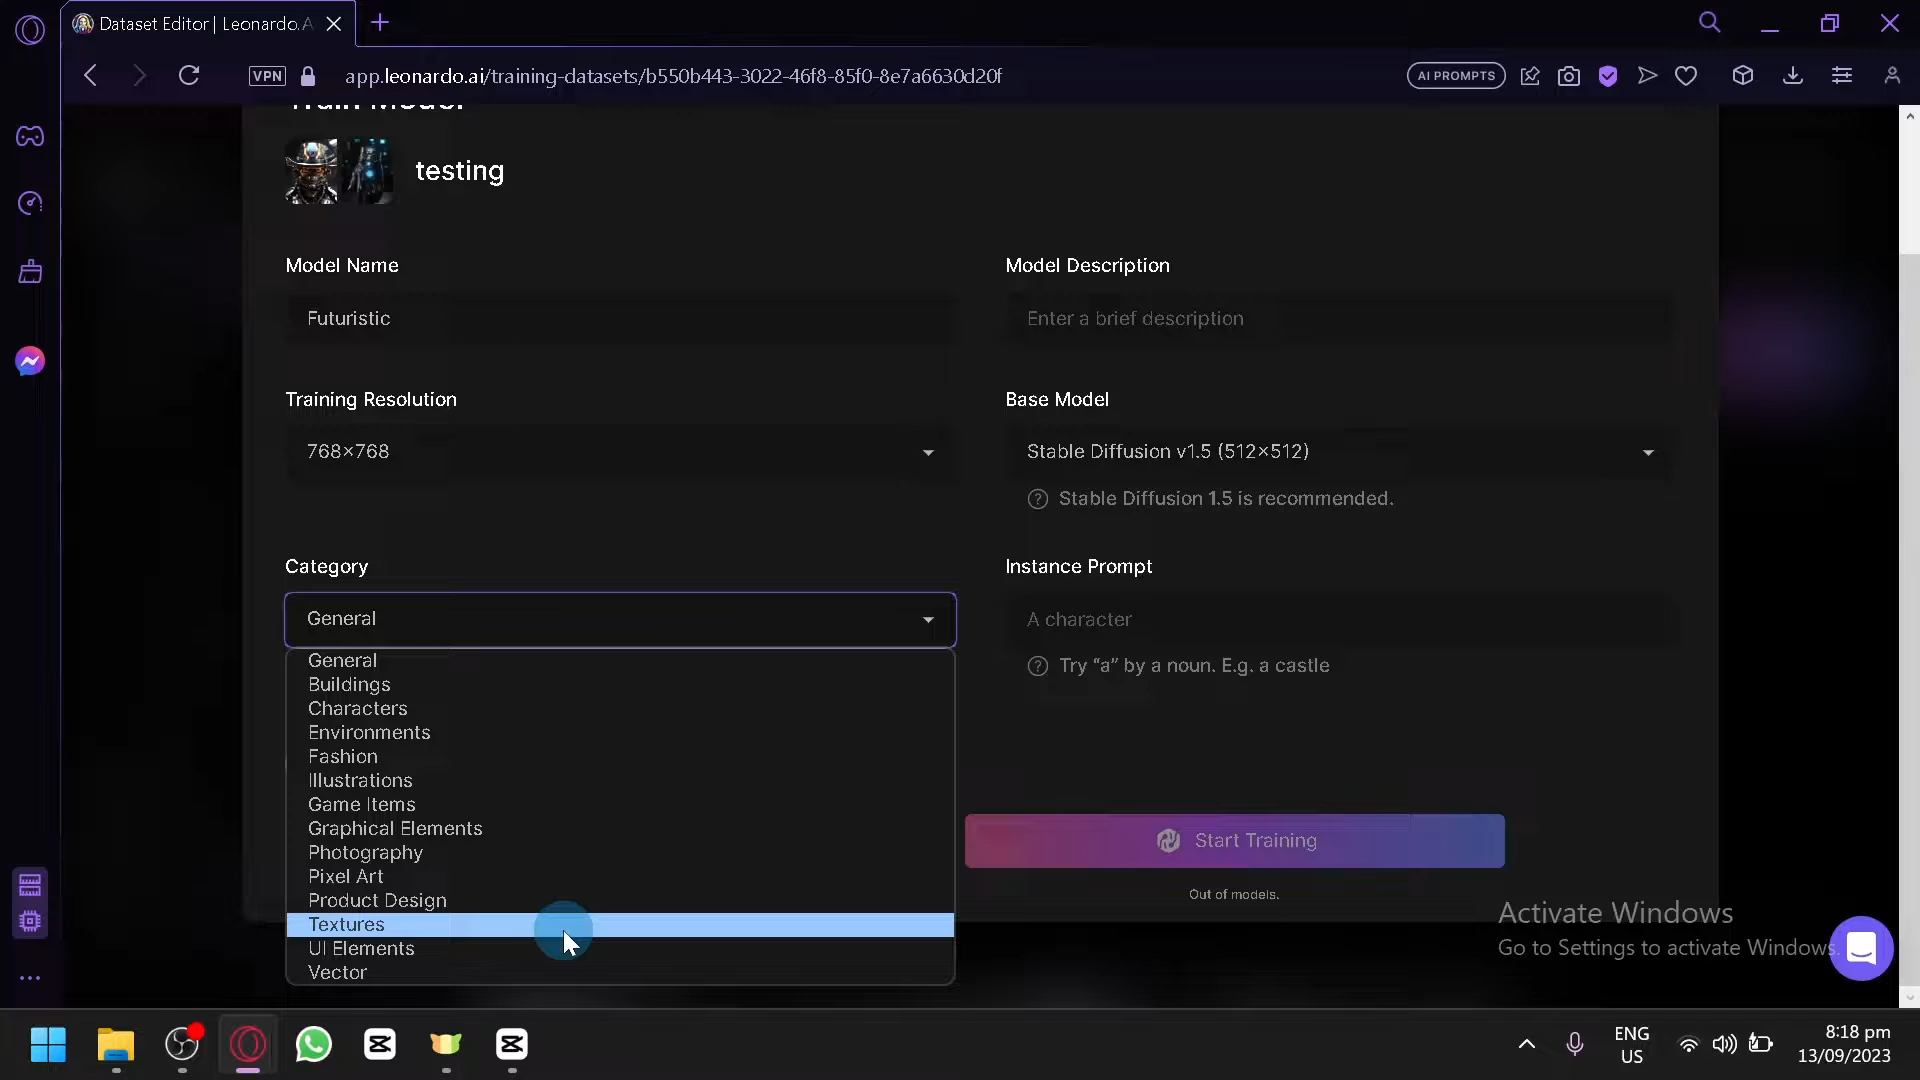 Dataset Editor | Leonardo.A
VPN
app.leonardo.ai/training-datasets/b550b443-3022-46f8-85f0-8e7a6630d20f
AI PROMPTS
Train Model
testing
Model Name
Model Description
Futuristic
Enter a brief description
Training Resolution
Base Model
768×768
Stable Diffusion v1.5 (512×512)
Stable Diffusion 1.5 is recommended.
Category
Instance Prompt
General
A character
Try “a” by a noun. E.g. a castle
General
Buildings
Characters
Environments
Fashion
Illustrations
Game Items
Graphical Elements
Photography
Pixel Art
Product Design
Textures
UI Elements
Vector
Start Training
Out of models.
Activate Windows
Go to Settings to activate Windows.
ENG
US
8:18 pm
13/09/2023